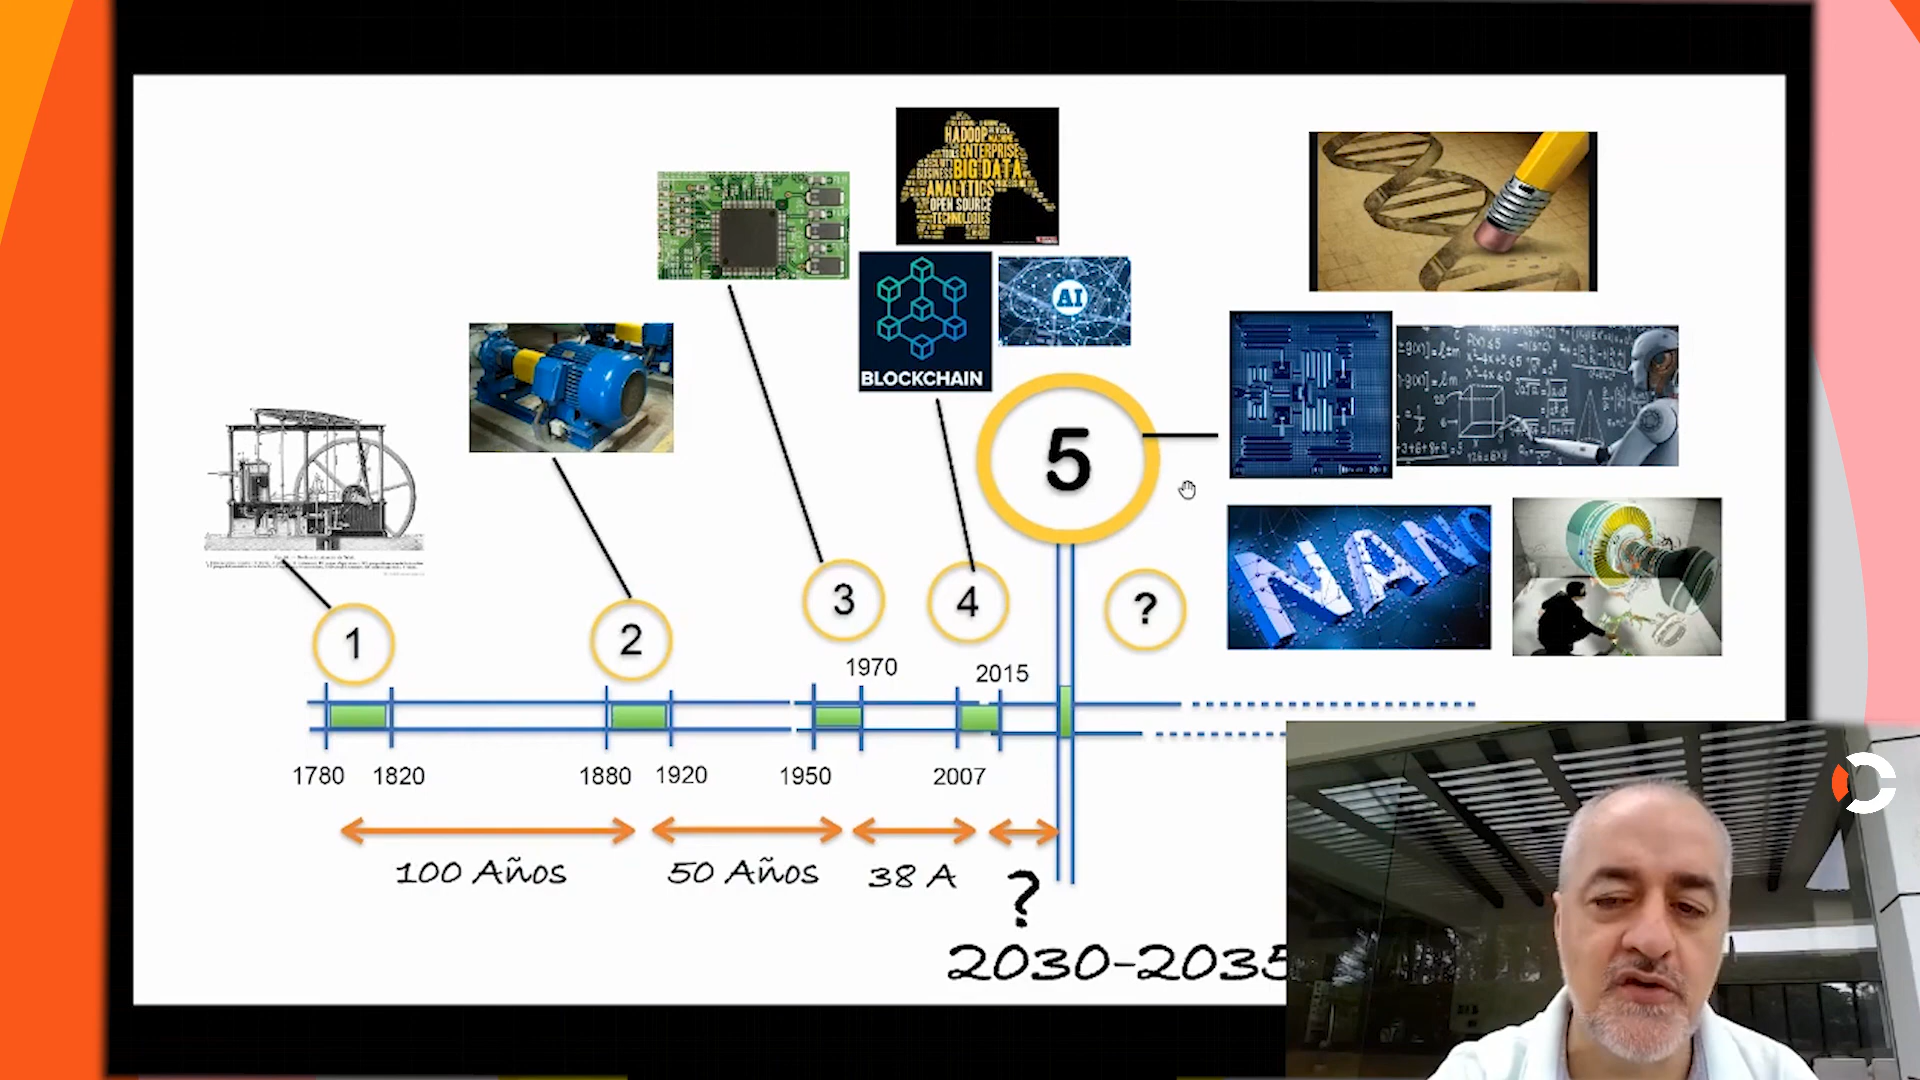 HADOOP
ENTERPRISE
BUSINESS BIG DATA
ANALYTICS
OPEN SOURCE
TECHNOLOGIES
BLOCKCHAIN
AI
5
NANO
1
2
3
4
?
1970
2015
1780
1820
1880
1920
1950
2007
100 Años
50 Años
38 A
?
2030-2035